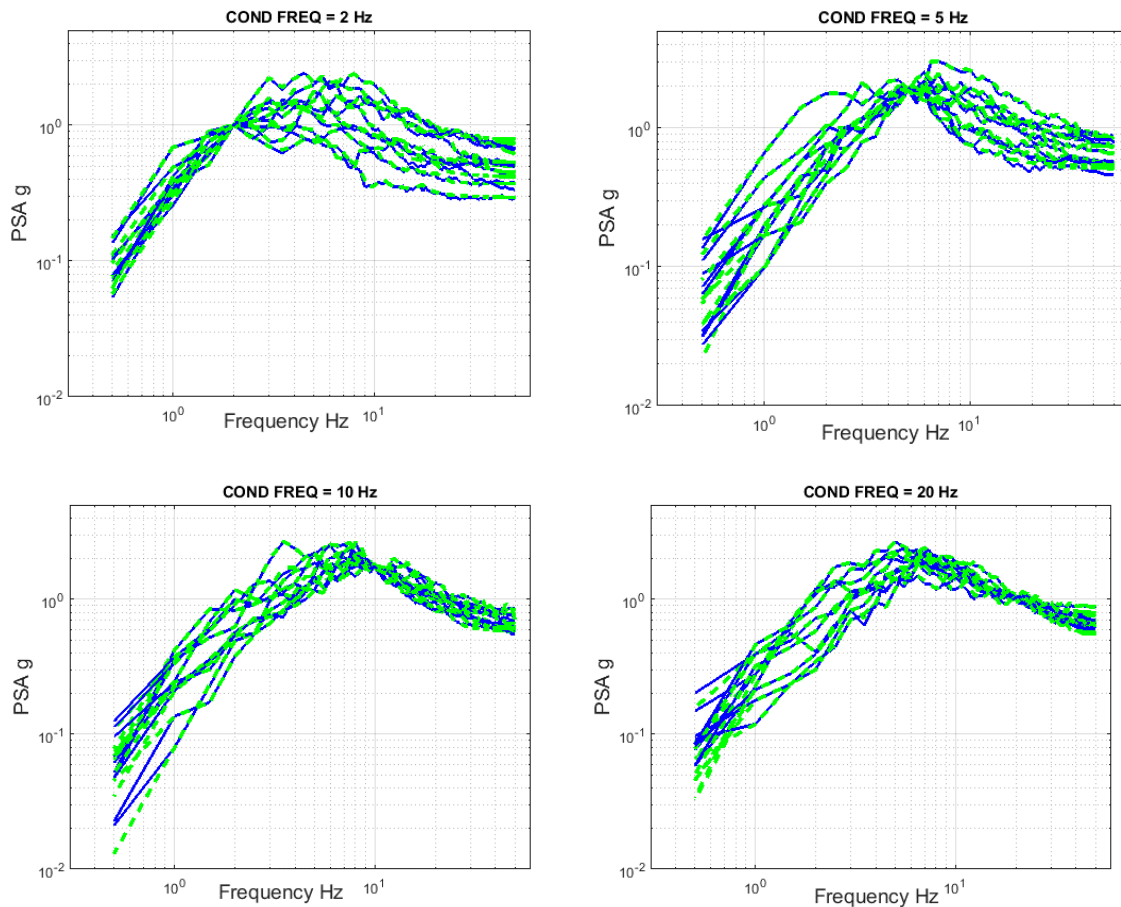 COND FREQ = 2 Hz
PSA g
10^0
10^-1
10^-2
10^0
10^1
Frequency Hz
COND FREQ = 5 Hz
PSA g
10^0
10^-1
10^-2
10^0
10^1
Frequency Hz
COND FREQ = 10 Hz
PSA g
10^0
10^-1
10^-2
10^0
10^1
Frequency Hz
COND FREQ = 20 Hz
PSA g
10^0
10^-1
10^-2
10^0
10^1
Frequency Hz